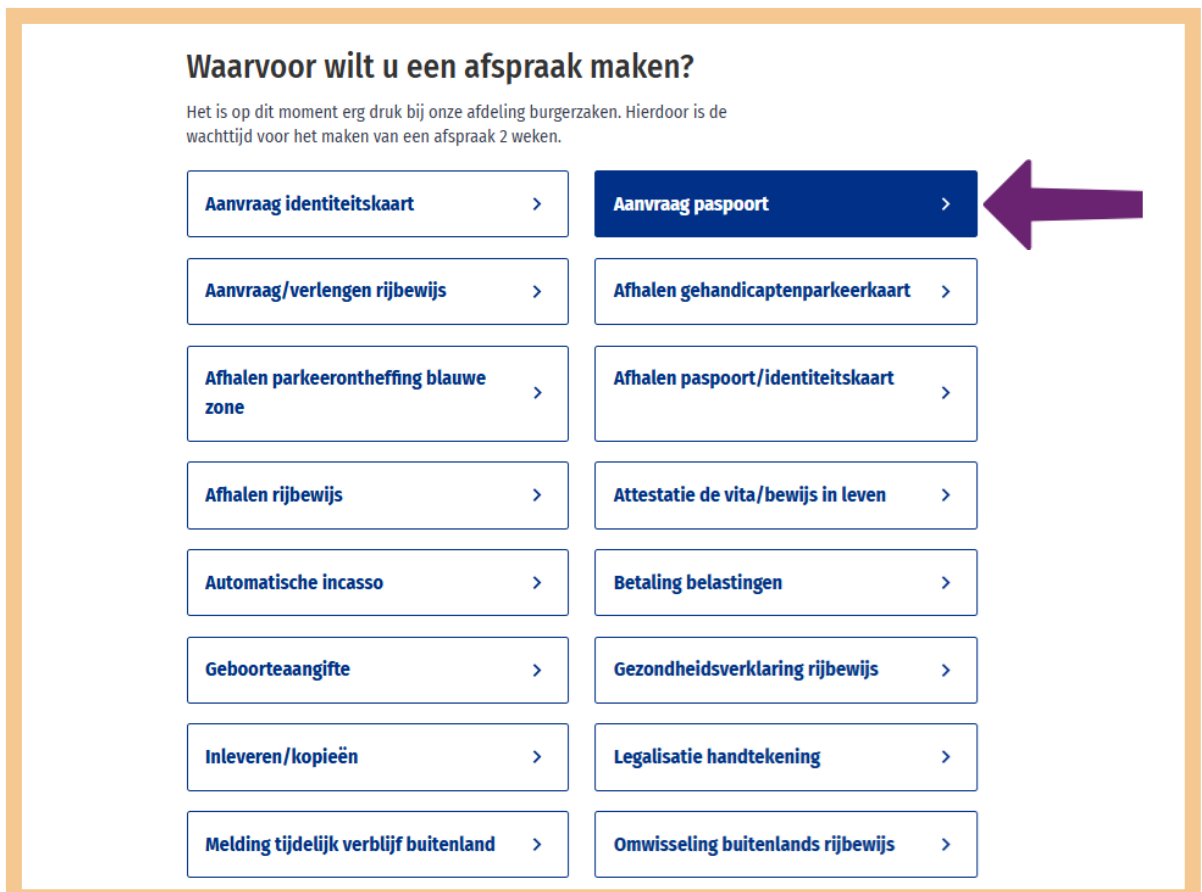 Waarvoor wilt u een afspraak maken?
Het is op dit moment erg druk bij onze afdeling burgerzaken. Hierdoor is de
wachttijd voor het maken van een afspraak 2 weken.
Aanvraag identiteitskaart
Aanvraag paspoort
Aanvraag/verlengen rijbewijs
Afhalen gehandicaptenparkeerkaart
Afhalen parkeerontheffing blauwe
zone
Afhalen paspoort/identiteitskaart
Afhalen rijbewijs
Attestatie de vita/bewijs in leven
Automatische incasso
Betaling belastingen
Geboorteaangifte
Gezondheidsverklaring rijbewijs
Inleveren/kopieën
Legalisatie handtekening
Melding tijdelijk verblijf buitenland
Omwisseling buitenlands rijbewijs